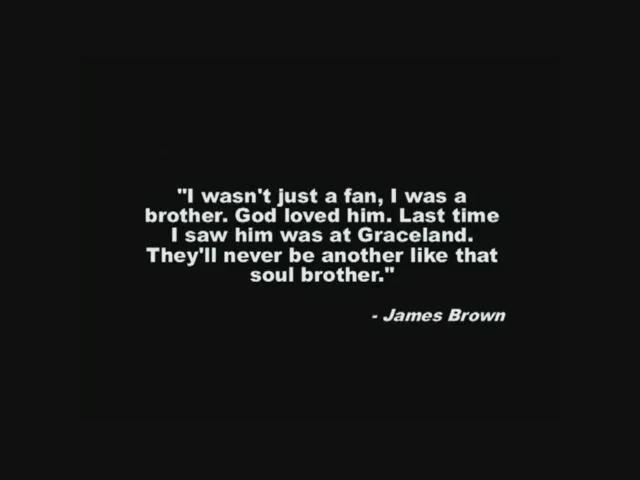 "I wasn't just a fan, I was a
brother. God loved him. Last time
I saw him was at Graceland.
They'll never be another like that
soul brother."
- James Brown